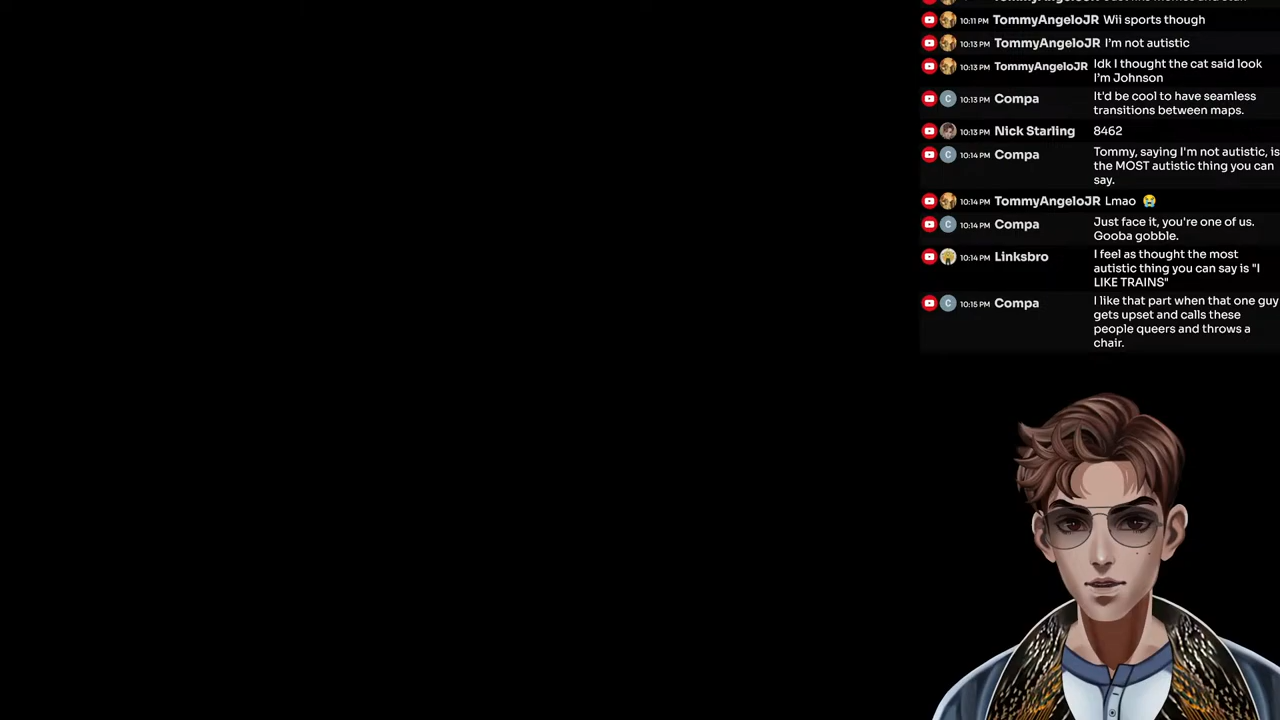 10:11 PM TommyAngeloJR Wii sports though
10:13 PM TommyAngeloJR I'm not autistic
10:13 PM TommyAngeloJR Idk I thought the cat said look
I'm Johnson
C 10:13 PM Compa It'd be cool to have seamless
transitions between maps.
10:13 PM Nick Starling 8462
C 10:14 PM Compa Tommy, saying I'm not autistic, is
the MOST autistic thing you can
say.
10:14 PM TommyAngeloJR Lmao 😭
C 10:14 PM Compa Just face it, you're one of us.
Gooba gobble.
10:14 PM Linksbro I feel as thought the most
autistic thing you can say is "I
LIKE TRAINS"
C 10:15 PM Compa I like that part when that one guy
gets upset and calls these
people queers and throws a
chair.